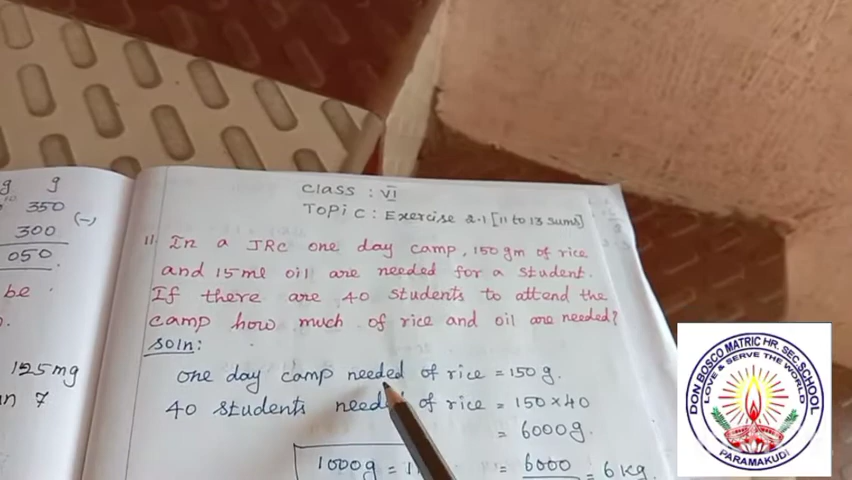 g g
350
300 (-)
050
be
125mg
7
Class : VI
Topic : Exercise 2.1 [11 to 13 sums]
11. In a JRC one day camp, 150 gm of rice
and 15 ml oil are needed for a student.
If there are 40 students to attend the
camp how much of rice and oil are needed?
Soln:
one day camp needed of rice = 150 g.
40 students need of rice = 150 × 40
= 6000g.
1000g = 1 = 6000 = 6 kg.
DON BOSCO MATRIC HR. SEC SCHOOL
LOVE & SERVE THE WORLD
PARAMAKUDI